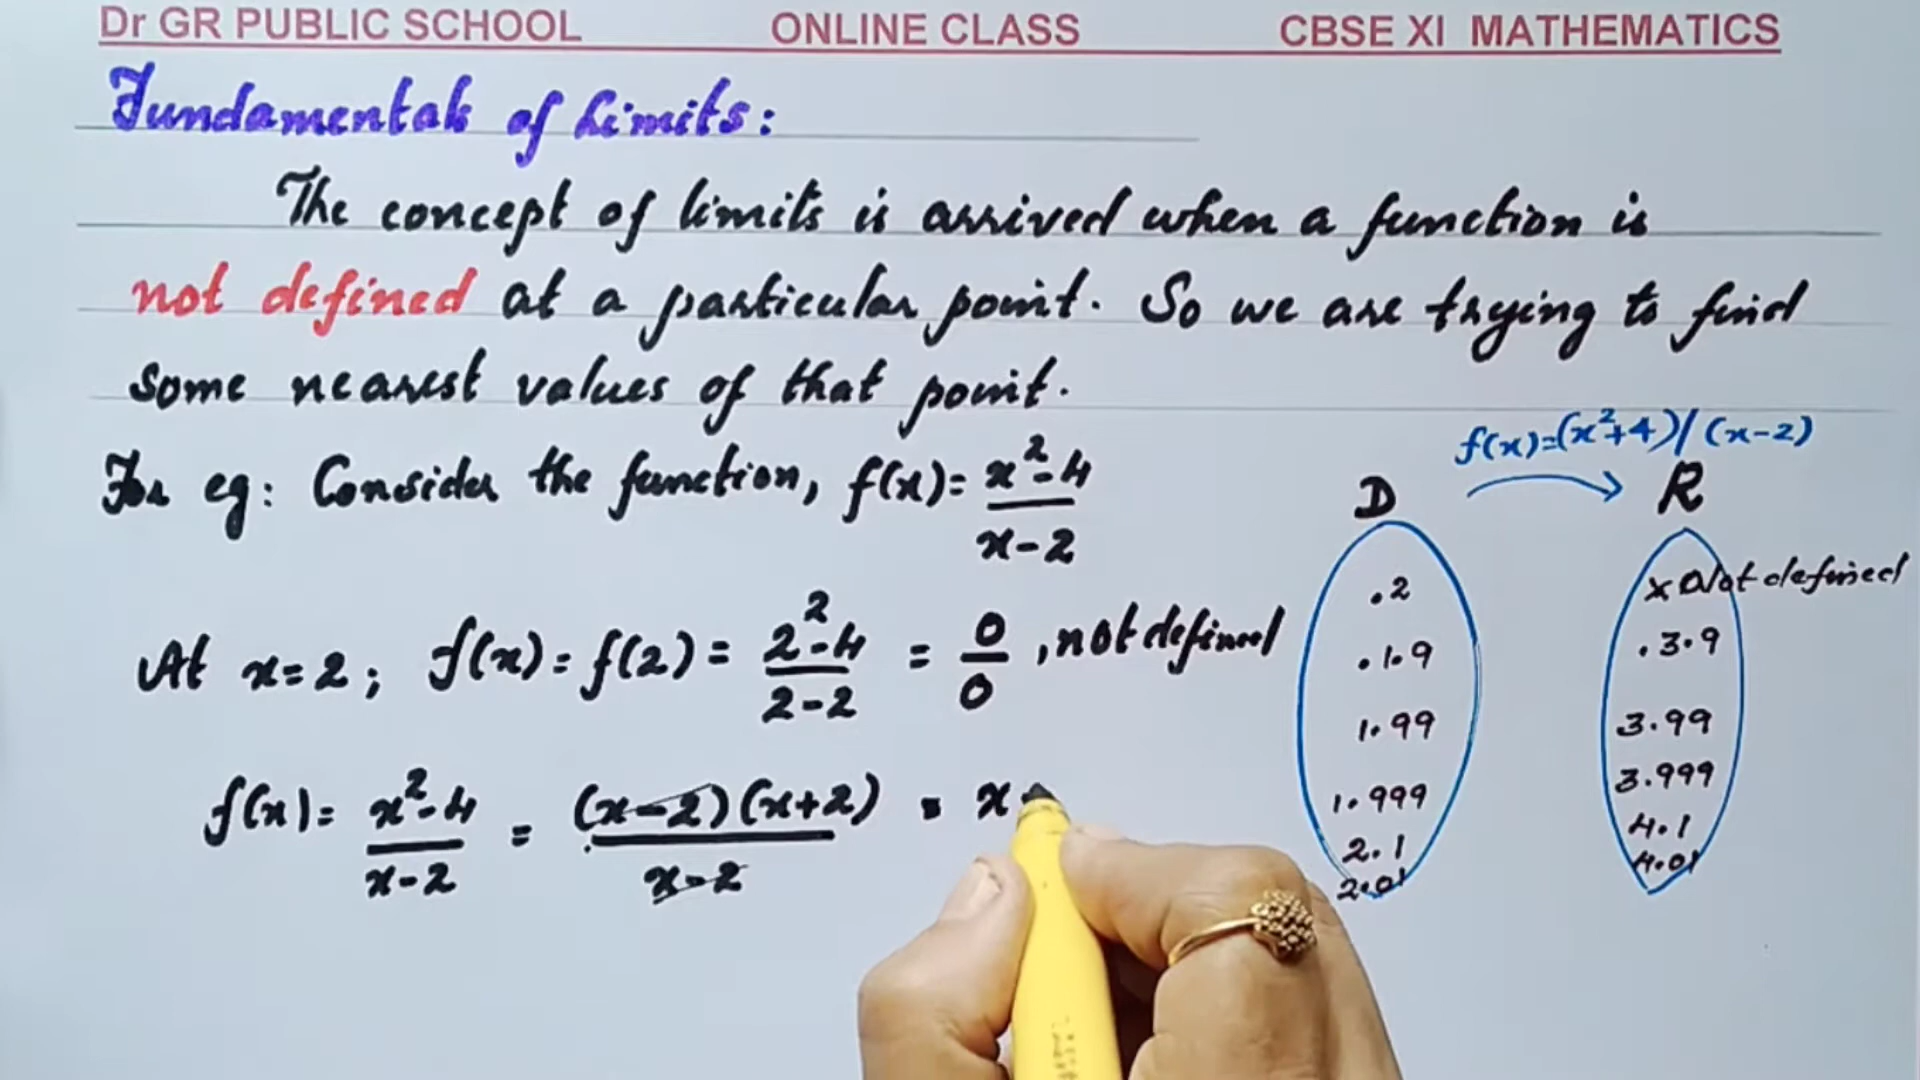 Dr GR PUBLIC SCHOOL ONLINE CLASS CBSE XI MATHEMATICS
Fundamentals of Limits:
The concept of limits is arrived when a function is
not defined at a particular point. So we are trying to find
some nearest values of that point.
For eg: Consider the function, f(x)= x²-4 / x-2
At x=2; f(x)=f(2)= 2²-4 / 2-2 = 0/0, not defined
f(x)= x²-4 / x-2 = (x-2)(x+2) / x-2 = x
f(x)=(x²+4)/(x-2)
D R
.2 x Not defined
.1.9 .3.9
1.99 3.99
1.999 3.999
2.1 4.1
2.01 4.01